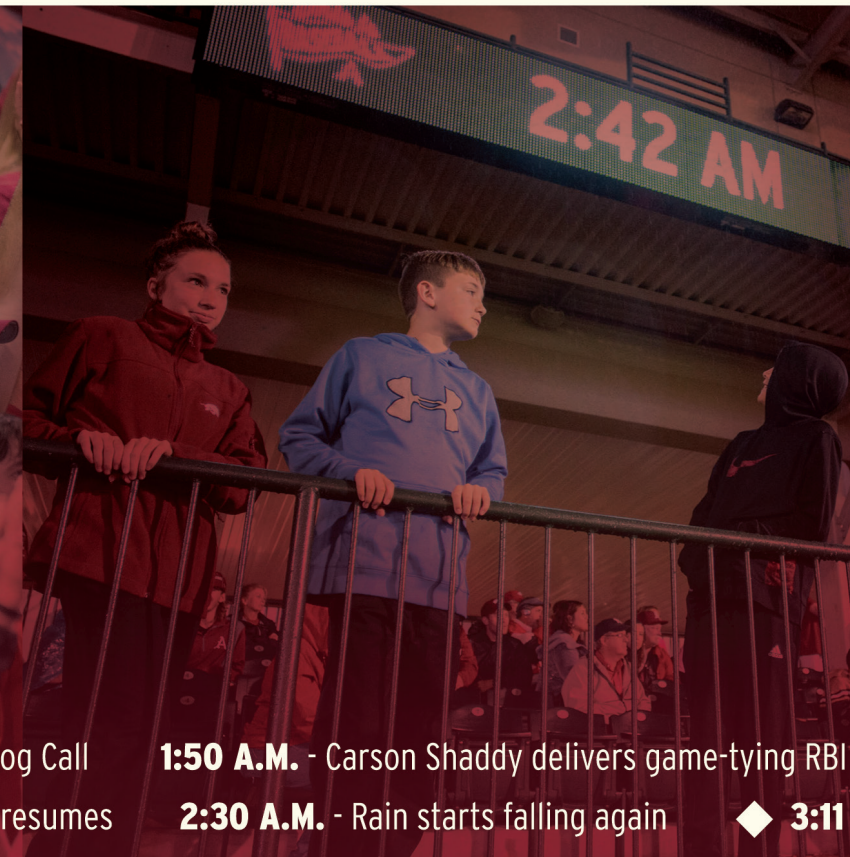 2:42 AM
A
og Call 1:50 A.M. - Carson Shaddy delivers game-tying RBI
resumes 2:30 A.M. - Rain starts falling again ◆ 3:11